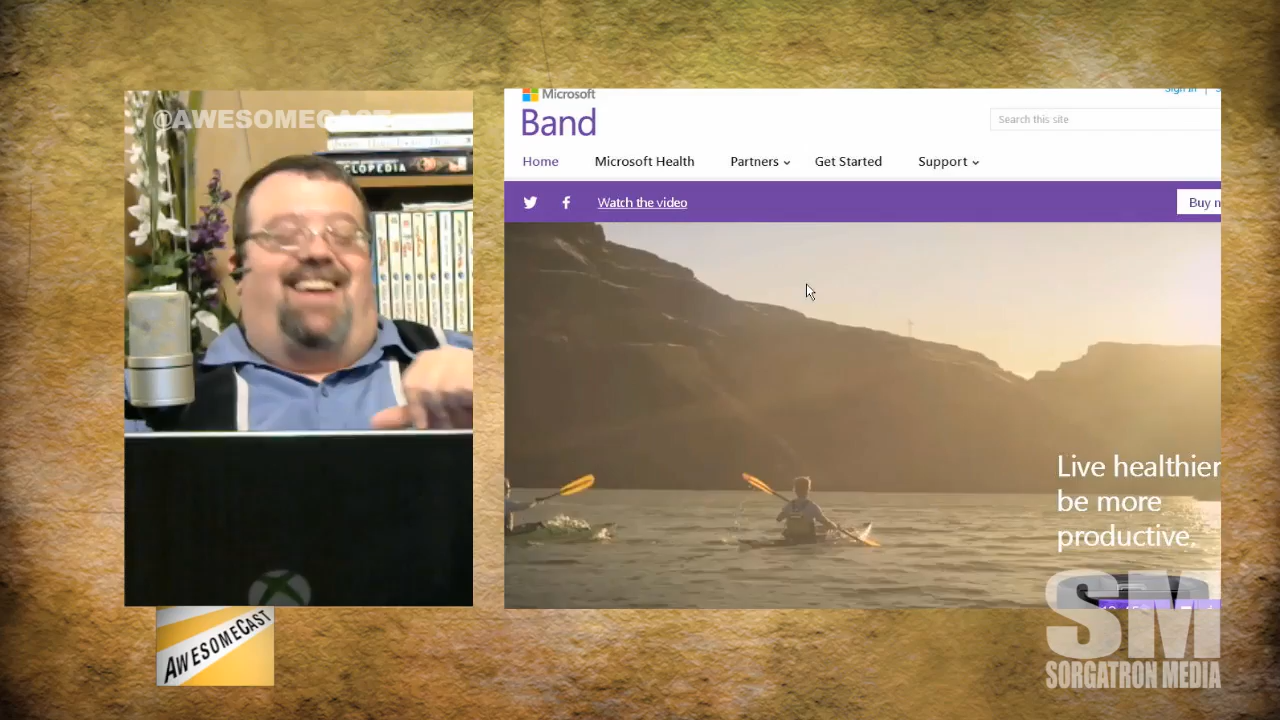 @AWESOMECAST
CLOPEDIA
Microsoft
Band
Search this site
Sign in |
Home Microsoft Health Partners Get Started Support
Watch the video
Buy n
Live healthier
be more
productive.
AWESOMECAST
SM
SORGATRON MEDIA